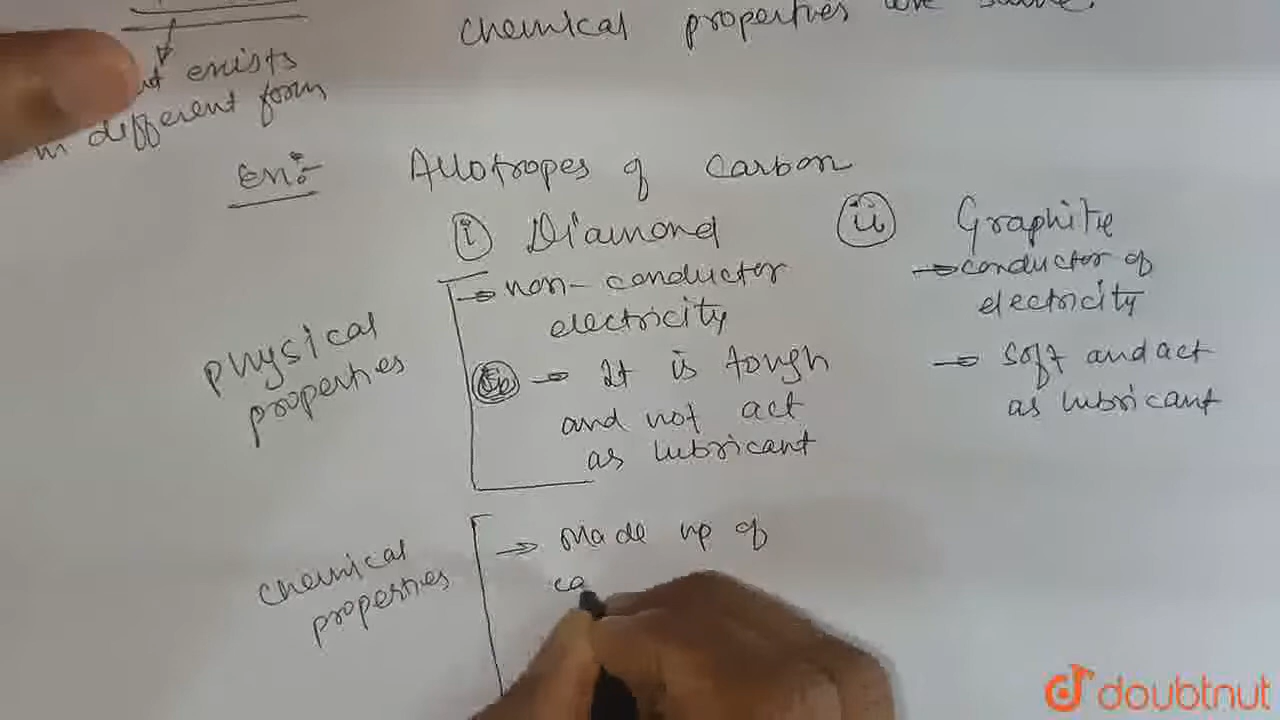 chemical properties are same.
exists
in different form
Ex:-
Allotropes of carbon
(i) Diamond
(ii) Graphite
Physical
properties
→ non-conductor
electricity
→ It is tough
and not act
as lubricant
→ conductor of
electricity
→ soft and act
as lubricant
chemical
properties
→ Made up of
ca
doubtnut